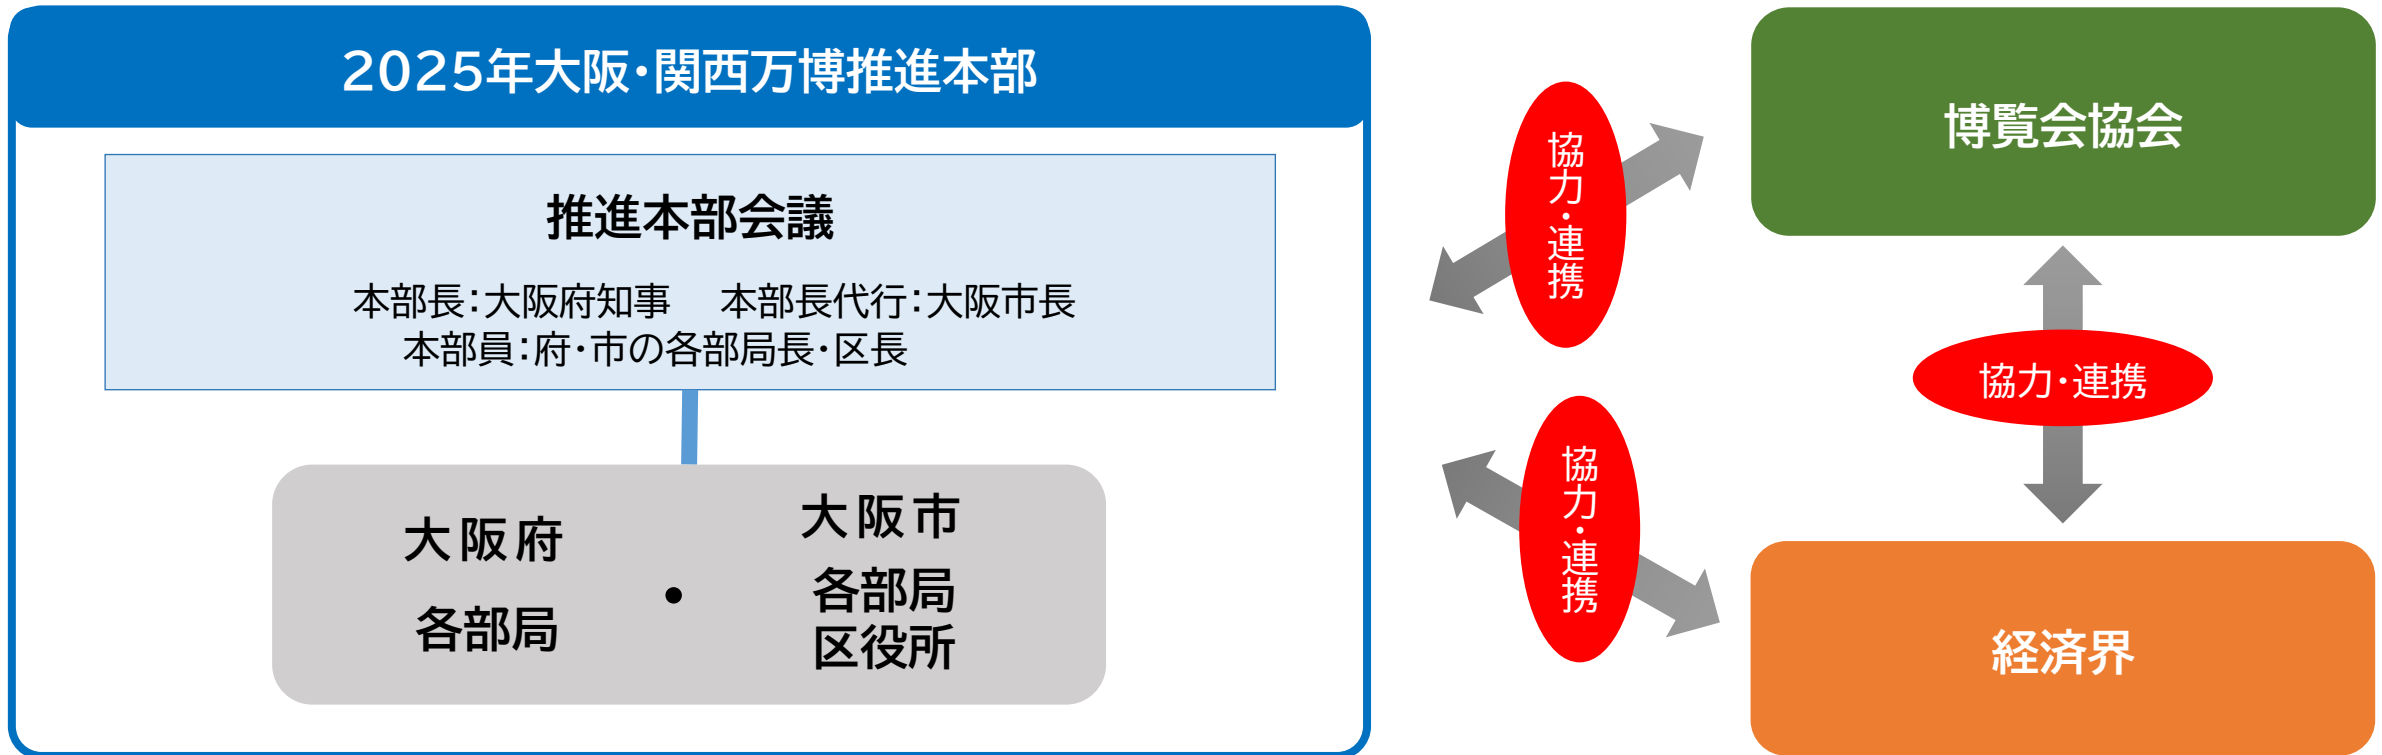 2025年大阪・関西万博推進本部
推進本部会議
本部長：大阪府知事　本部長代行：大阪市長
本部員：府・市の各部局長・区長
大阪府
各部局
・
大阪市
各部局
区役所
協力・連携
協力・連携
博覧会協会
協力・連携
経済界